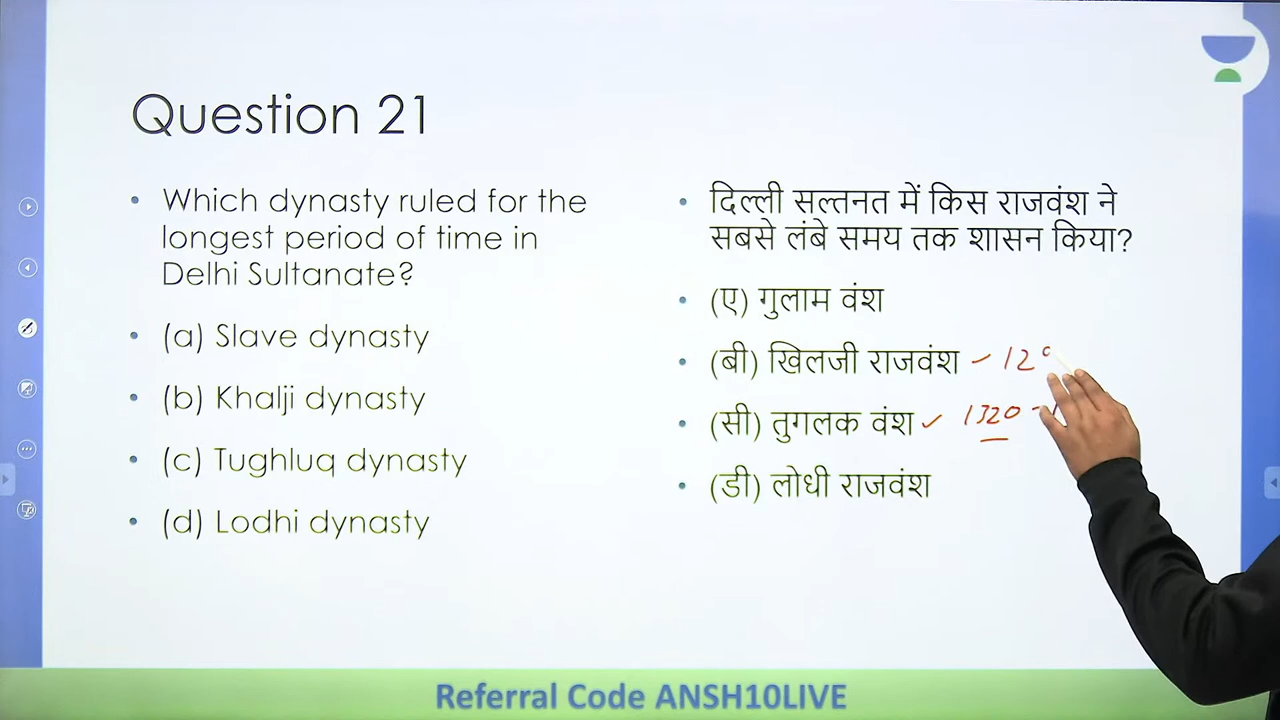 Question 21
• Which dynasty ruled for the
longest period of time in
Delhi Sultanate?
• (a) Slave dynasty
• (b) Khalji dynasty
• (c) Tughluq dynasty
• (d) Lodhi dynasty
• दिल्ली सल्तनत में किस राजवंश ने
सबसे लंबे समय तक शासन किया?
• (ए) गुलाम वंश
• (बी) खिलजी राजवंश - 12
• (सी) तुगलक वंश ✓ 1320 -
• (डी) लोधी राजवंश
Referral Code ANSH10LIVE